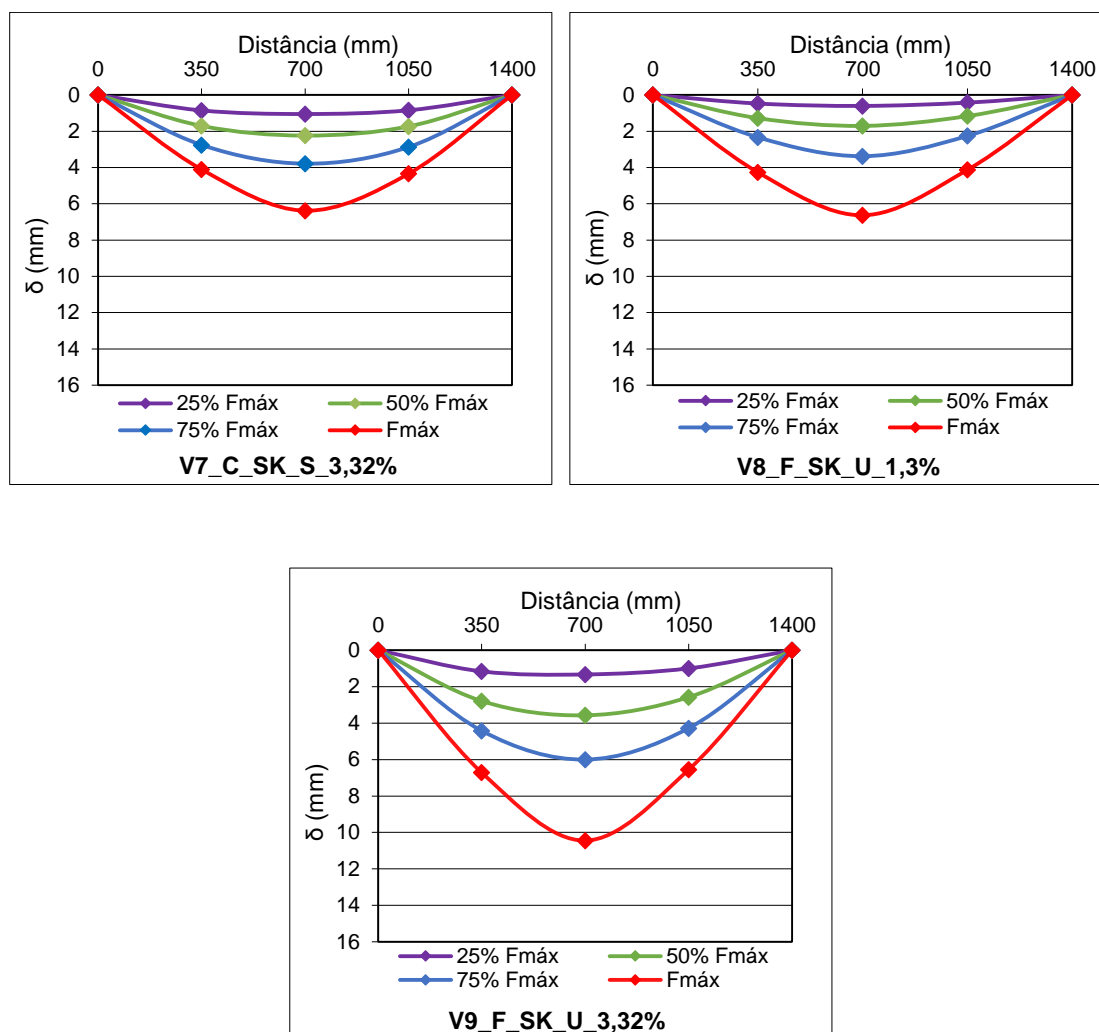 Distância (mm)
0 350 700 1050 1400
0
2
4
6
8
10
12
14
16
δ (mm)
25% Fmáx 50% Fmáx
75% Fmáx Fmáx
V7_C_SK_S_3,32%
Distância (mm)
0 350 700 1050 1400
0
2
4
6
8
10
12
14
16
δ (mm)
25% Fmáx 50% Fmáx
75% Fmáx Fmáx
V8_F_SK_U_1,3%
Distância (mm)
0 350 700 1050 1400
0
2
4
6
8
10
12
14
16
δ (mm)
25% Fmáx 50% Fmáx
75% Fmáx Fmáx
V9_F_SK_U_3,32%